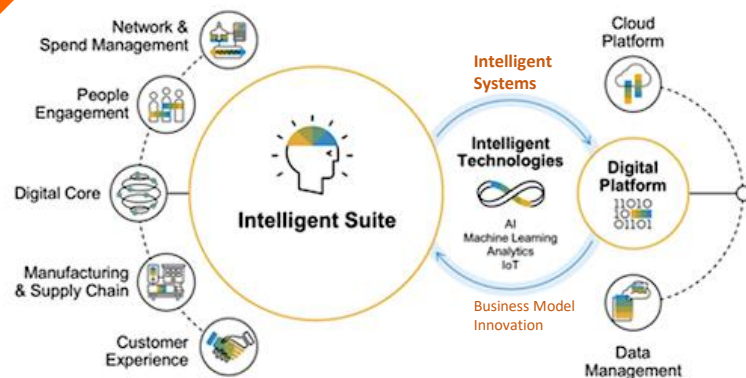 Network &
Spend Management
People
Engagement
Digital Core
Manufacturing
& Supply Chain
Customer
Experience
Intelligent Suite
Intelligent
Systems
Intelligent
Technologies
AI
Machine Learning
Analytics
IoT
Business Model
Innovation
Digital
Platform
11010
10
01101
Cloud
Platform
Data
Management